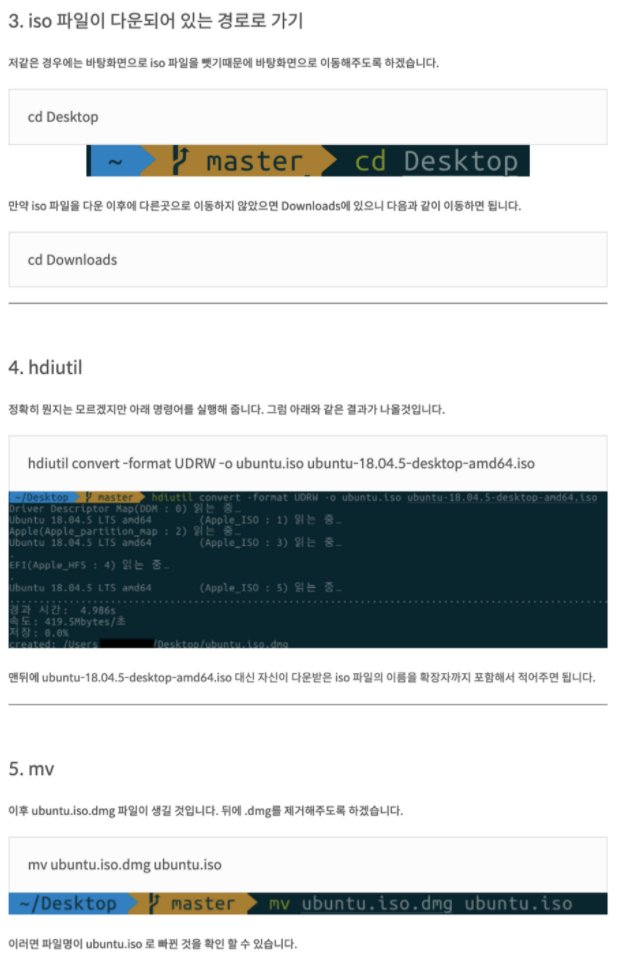 3. iso 파일이 다운되어 있는 경로로 가기
저같은 경우에는 바탕화면으로 iso 파일을 뺏기때문에 바탕화면으로 이동해주도록 하겠습니다.
cd Desktop
~ master cd Desktop
만약 iso 파일을 다운 이후에 다른곳으로 이동하지 않았으면 Downloads에 있으니 다음과 같이 이동하면 됩니다.
cd Downloads
4. hdiutil
정확히 뭔지는 모르겠지만 아래 명령어를 실행해 줍니다. 그럼 아래와 같은 결과가 나올것입니다.
hdiutil convert -format UDRW -o ubuntu.iso ubuntu-18.04.5-desktop-amd64.iso
~/Desktop master hdiutil convert -format UDRW -o ubuntu.iso ubuntu-18.04.5-desktop-amd64.iso
Driver Descriptor Map(DDM : 0) 읽는 중…
Ubuntu 18.04.5 LTS amd64 (Apple_ISO : 1) 읽는 중…
Apple(Apple_partition_map : 2) 읽는 중…
Ubuntu 18.04.5 LTS amd64 (Apple_ISO : 3) 읽는 중…
.
EFI(Apple_HFS : 4) 읽는 중…
.
Ubuntu 18.04.5 LTS amd64 (Apple_ISO : 5) 읽는 중…
경과 시간: 4.986s
속도: 419.5Mbytes/초
저장: 0.0%
created: /Users /Desktop/ubuntu.iso.dmg
맨뒤에 ubuntu-18.04.5-desktop-amd64.iso 대신 자신이 다운받은 iso 파일의 이름을 확장자까지 포함해서 적어주면 됩니다.
5. mv
이후 ubuntu.iso.dmg 파일이 생길 것입니다. 뒤에 .dmg를 제거해주도록 하겠습니다.
mv ubuntu.iso.dmg ubuntu.iso
~/Desktop master mv ubuntu.iso.dmg ubuntu.iso
이러면 파일명이 ubuntu.iso 로 빠뀐 것을 확인 할 수 있습니다.